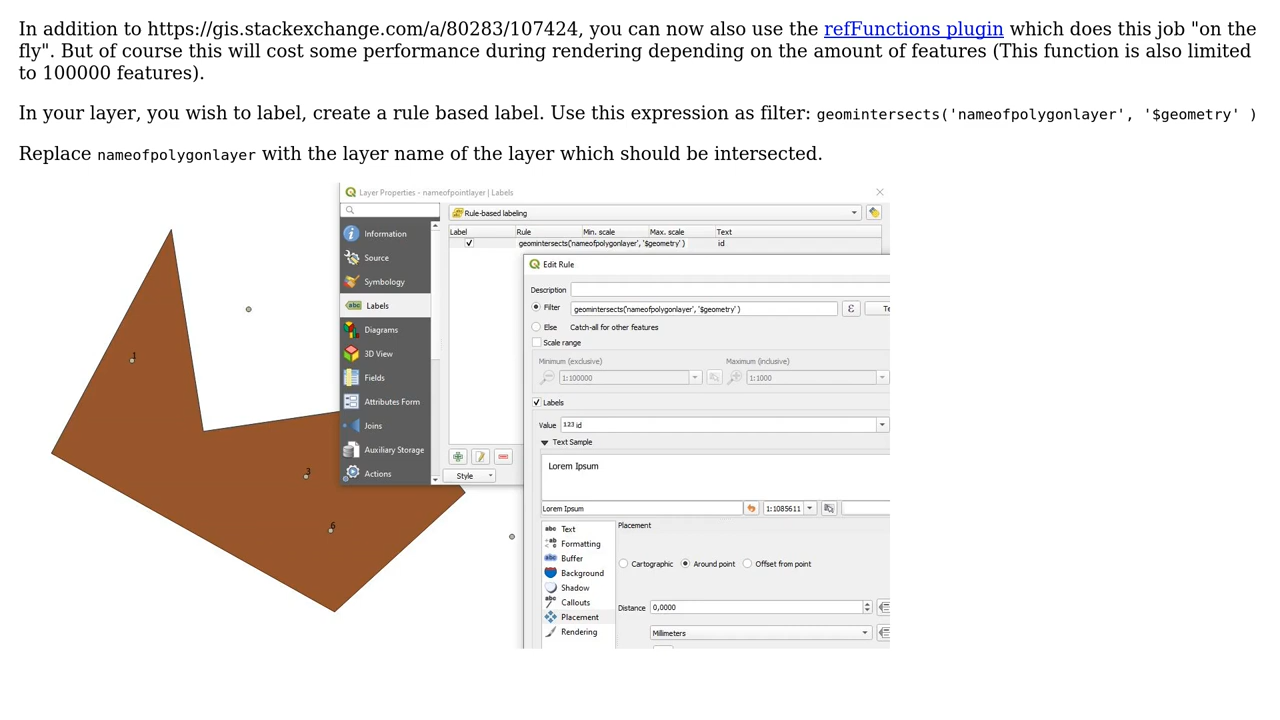 In addition to https://gis.stackexchange.com/a/80283/107424, you can now also use the refFunctions plugin which does this job "on the
fly". But of course this will cost some performance during rendering depending on the amount of features (This function is also limited
to 100000 features).
In your layer, you wish to label, create a rule based label. Use this expression as filter: geomintersects('nameofpolygonlayer', '$geometry' )
Replace nameofpolygonlayer with the layer name of the layer which should be intersected.
Layer Properties - nameofpointlayer | Labels
Rule-based labeling
Label Rule Min. scale Max. scale Text
geomintersects('nameofpolygonlayer', '$geometry' ) id
Information
Source
Symbology
abc Labels
Diagrams
3D View
Fields
Attributes Form
Joins
Auxiliary Storage
Actions
Style
Edit Rule
Description
Filter geomintersects('nameofpolygonlayer', '$geometry' ) ε Te
Else Catch-all for other features
Scale range
Minimum (exclusive) Maximum (inclusive)
1:100000 1:1000
Labels
Value 123 id
Text Sample
Lorem Ipsum
Lorem Ipsum 1:1085611
abc Text
Formatting
Buffer
Background
Shadow
Callouts
Placement
Rendering
Placement
Cartographic Around point Offset from point
Distance 0,0000
Millimeters
1
3
6